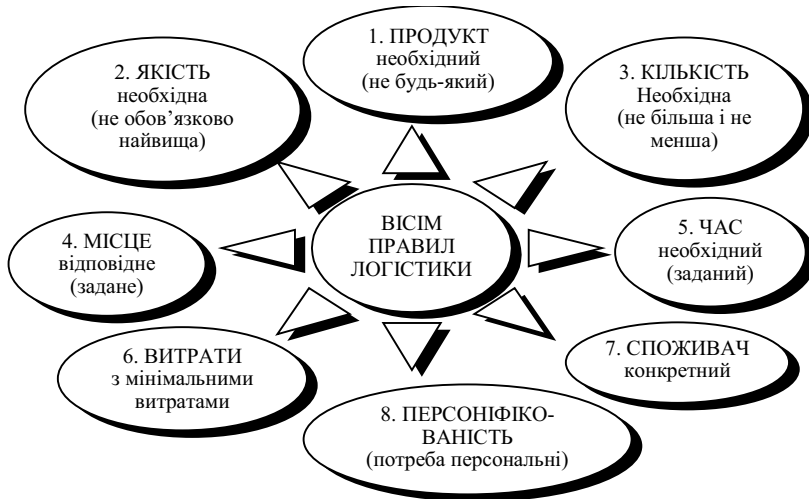 1. ПРОДУКТ
необхідний
(не будь-який)
2. ЯКІСТЬ
необхідна
(не обов’язково
найвища)
3. КІЛЬКІСТЬ
Необхідна
(не більша і не
менша)
ВІСІМ
ПРАВИЛ
ЛОГІСТИКИ
4. МІСЦЕ
відповідне
(задане)
5. ЧАС
необхідний
(заданий)
6. ВИТРАТИ
з мінімальними
витратами
7. СПОЖИВАЧ
конкретний
8. ПЕРСОНІФІКО-
ВАНІСТЬ
(потреба персональні)